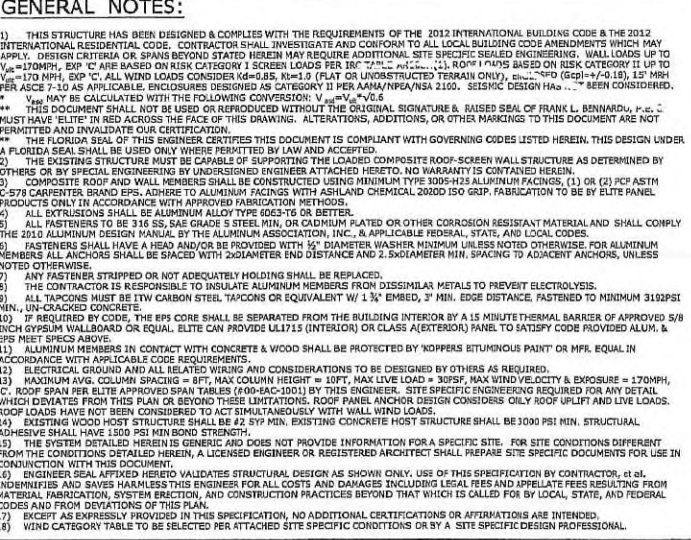 GENERAL NOTES:
1) THIS STRUCTURE HAS BEEN DESIGNED & COMPLIES WITH THE REQUIREMENTS OF THE 2012 INTERNATIONAL BUILDING CODE & THE 2012
INTERNATIONAL RESIDENTIAL CODE. CONTRACTOR SHALL INVESTIGATE AND CONFORM TO ALL LOCAL BUILDING CODE AMENDMENTS WHICH MAY
APPLY. DESIGN CRITERIA OR SPANS BEYOND STATED HEREIN MAY REQUIRE ADDITIONAL SITE SPECIFIC SEALED ENGINEERING. WALL LOADS UP TO
Vult=170MPH, EXP 'C' ARE BASED ON RISK CATEGORY I SCREEN LOADS PER ROOF LOADS BASED ON RISK CATEGORY II UP TO
Vult=170 MPH, EXP 'C'. ALL WIND LOADS CONSIDER Kd=0.85, Kt=1.0 (FLAT OR UNOBSTRUCTED TERRAIN ONLY), (Gcpi=+/-0.18), 15' MRH
PER ASCE 7-10 AS APPLICABLE, ENCLOSURES DESIGNED AS CATEGORY II PER AAMA/NPEA/NSA 2100. SEISMIC DESIGN HAS BEEN CONSIDERED.
* Vasd MAY BE CALCULATED WITH THE FOLLOWING CONVERSION: Vasd=Vult*√0.6
** THIS DOCUMENT SHALL NOT BE USED OR REPRODUCED WITHOUT THE ORIGINAL SIGNATURE & RAISED SEAL OF FRANK L. BENNARDO, P.E.
MUST HAVE 'ELITE' IN RED ACROSS THE FACE OF THIS DRAWING. ALTERATIONS, ADDITIONS, OR OTHER MARKINGS TO THIS DOCUMENT ARE NOT
PERMITTED AND INVALIDATE OUR CERTIFICATION.
** THE FLORIDA SEAL OF THIS ENGINEER CERTIFIES THIS DOCUMENT IS COMPLIANT WITH GOVERNING CODES LISTED HEREIN. THIS DESIGN UNDER
A FLORIDA SEAL SHALL BE USED ONLY WHERE PERMITTED BY LAW AND ACCEPTED.
2) THE EXISTING STRUCTURE MUST BE CAPABLE OF SUPPORTING THE LOADED COMPOSITE ROOF-SCREEN WALL STRUCTURE AS DETERMINED BY
OTHERS OR BY SPECIAL ENGINEERING BY UNDERSIGNED ENGINEER ATTACHED HERETO. NO WARRANTY IS CONTAINED HEREIN.
3) COMPOSITE ROOF AND WALL MEMBERS SHALL BE CONSTRUCTED USING MINIMUM TYPE 3005-H25 ALUMINUM FACINGS, (1) OR (2) PCF ASTM
C-578 CARPENTER BRAND EPS. ADHERE TO ALUMINUM FACINGS WITH ASHLAND CHEMICAL 2020D ISO GRIP. FABRICATION TO BE BY ELITE PANEL
PRODUCTS ONLY IN ACCORDANCE WITH APPROVED FABRICATION METHODS.
4) ALL EXTRUSIONS SHALL BE ALUMINUM ALLOY TYPE 6063-T6 OR BETTER.
5) ALL FASTENERS TO BE 316 SS, SAE GRADE 5 STEEL MIN, OR CADMIUM PLATED OR OTHER CORROSION RESISTANT MATERIAL AND SHALL COMPLY
THE 2010 ALUMINUM DESIGN MANUAL BY THE ALUMINUM ASSOCIATION, INC., & APPLICABLE FEDERAL, STATE, AND LOCAL CODES.
6) FASTENERS SHALL HAVE A HEAD AND/OR BE PROVIDED WITH ½" DIAMETER WASHER MINIMUM UNLESS NOTED OTHERWISE. FOR ALUMINUM
MEMBERS ALL ANCHORS SHALL BE SPACED WITH 2xDIAMETER END DISTANCE AND 2.5xDIAMETER MIN. SPACING TO ADJACENT ANCHORS, UNLESS
NOTED OTHERWISE.
7) ANY FASTENER STRIPPED OR NOT ADEQUATELY HOLDING SHALL BE REPLACED.
8) THE CONTRACTOR IS RESPONSIBLE TO INSULATE ALUMINUM MEMBERS FROM DISSIMILAR METALS TO PREVENT ELECTROLYSIS.
9) ALL TAPCONS MUST BE ITW CARBON STEEL TAPCONS OR EQUIVALENT W/ 1 ¾" EMBED, 3" MIN. EDGE DISTANCE, FASTENED TO MINIMUM 3192PSI
MIN., UN-CRACKED CONCRETE.
10) IF REQUIRED BY CODE, THE EPS CORE SHALL BE SEPARATED FROM THE BUILDING INTERIOR BY A 15 MINUTE THERMAL BARRIER OF APPROVED 5/8
INCH GYPSUM WALLBOARD OR EQUAL. ELITE CAN PROVIDE UL1715 (INTERIOR) OR CLASS A(EXTERIOR) PANEL TO SATISFY CODE PROVIDED ALUM. &
EPS MEET SPECS ABOVE.
11) ALUMINUM MEMBERS IN CONTACT WITH CONCRETE & WOOD SHALL BE PROTECTED BY 'KOPPERS BITUMINOUS PAINT' OR MFR. EQUAL IN
ACCORDANCE WITH APPLICABLE CODE REQUIREMENTS.
12) ELECTRICAL GROUND AND ALL RELATED WIRING AND CONSIDERATIONS TO BE DESIGNED BY OTHERS AS REQUIRED.
13) MAXIMUM AVG. COLUMN SPACING = 8FT, MAX COLUMN HEIGHT = 10FT, MAX LIVE LOAD = 30PSF, MAX WIND VELOCITY & EXPOSURE = 170MPH,
'C'. ROOF SPAN PER ELITE APPROVED SPAN TABLES (#00-EAC-1001) BY THIS ENGINEER. SITE SPECIFIC ENGINEERING REQUIRED FOR ANY DETAIL
WHICH DEVIATES FROM THIS PLAN OR BEYOND THESE LIMITATIONS. ROOF PANEL ANCHOR DESIGN CONSIDERS ONLY ROOF UPLIFT AND LIVE LOADS.
ROOF LOADS HAVE NOT BEEN CONSIDERED TO ACT SIMULTANEOUSLY WITH WALL WIND LOADS.
14) EXISTING WOOD HOST STRUCTURE SHALL BE #2 SYP MIN. EXISTING CONCRETE HOST STRUCTURE SHALL BE 3000 PSI MIN. STRUCTURAL
ADHESIVE SHALL HAVE 1500 PSI MIN BOND STRENGTH.
15) THE SYSTEM DETAILED HEREIN IS GENERIC AND DOES NOT PROVIDE INFORMATION FOR A SPECIFIC SITE. FOR SITE CONDITIONS DIFFERENT
FROM THE CONDITIONS DETAILED HEREIN, A LICENSED ENGINEER OR REGISTERED ARCHITECT SHALL PREPARE SITE SPECIFIC DOCUMENTS FOR USE IN
CONJUNCTION WITH THIS DOCUMENT.
16) ENGINEER SEAL AFFIXED HERETO VALIDATES STRUCTURAL DESIGN AS SHOWN ONLY. USE OF THIS SPECIFICATION BY CONTRACTOR, et al.
INDEMNIFIES AND SAVES HARMLESS THIS ENGINEER FOR ALL COSTS AND DAMAGES INCLUDING LEGAL FEES AND APPELLATE FEES RESULTING FROM
MATERIAL FABRICATION, SYSTEM ERECTION, AND CONSTRUCTION PRACTICES BEYOND THAT WHICH IS CALLED FOR BY LOCAL, STATE, AND FEDERAL
CODES AND FROM DEVIATIONS OF THIS PLAN.
17) EXCEPT AS EXPRESSLY PROVIDED IN THIS SPECIFICATION, NO ADDITIONAL CERTIFICATIONS OR AFFIRMATIONS ARE INTENDED.
18) WIND CATEGORY TABLE TO BE SELECTED PER ATTACHED SITE SPECIFIC CONDITIONS OR BY A SITE SPECIFIC DESIGN PROFESSIONAL.